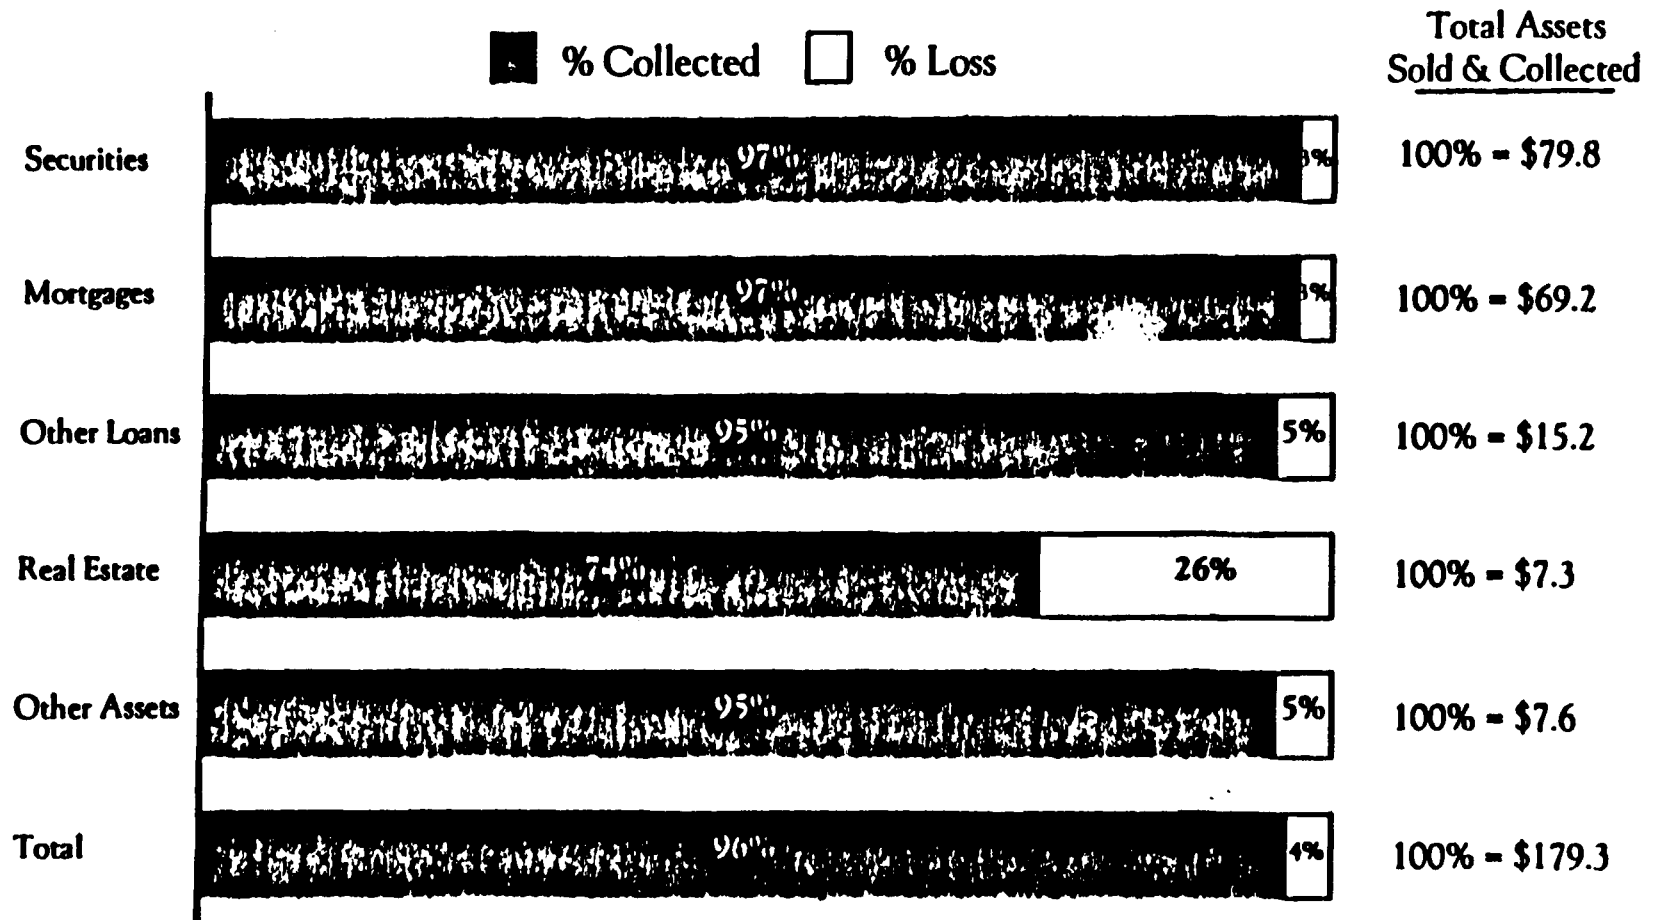 Total Assets
% Collected % Loss Sold & Collected
Securities 97% 3% 100% = $79.8
Mortgages 97% 3% 100% = $69.2
Other Loans 95% 5% 100% = $15.2
Real Estate 74% 26% 100% = $7.3
Other Assets 95% 5% 100% = $7.6
Total 96% 4% 100% = $179.3